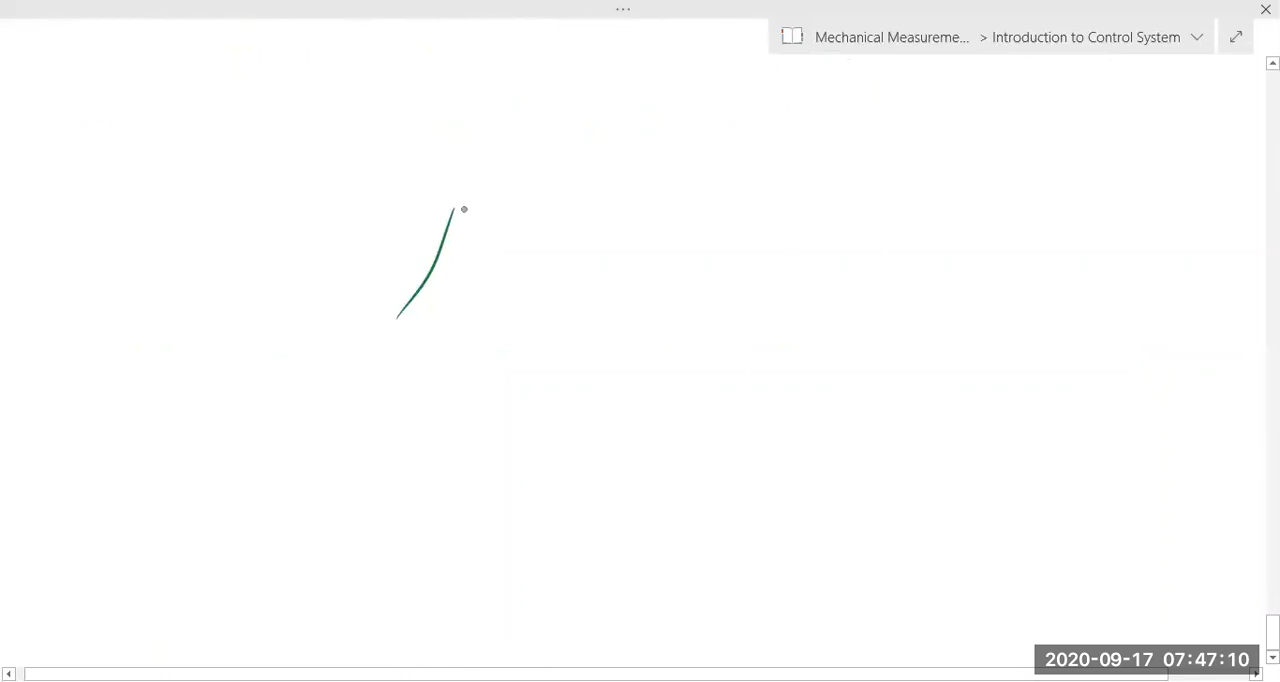 Mechanical Measureme... > Introduction to Control System
2020-09-17 07:47:10